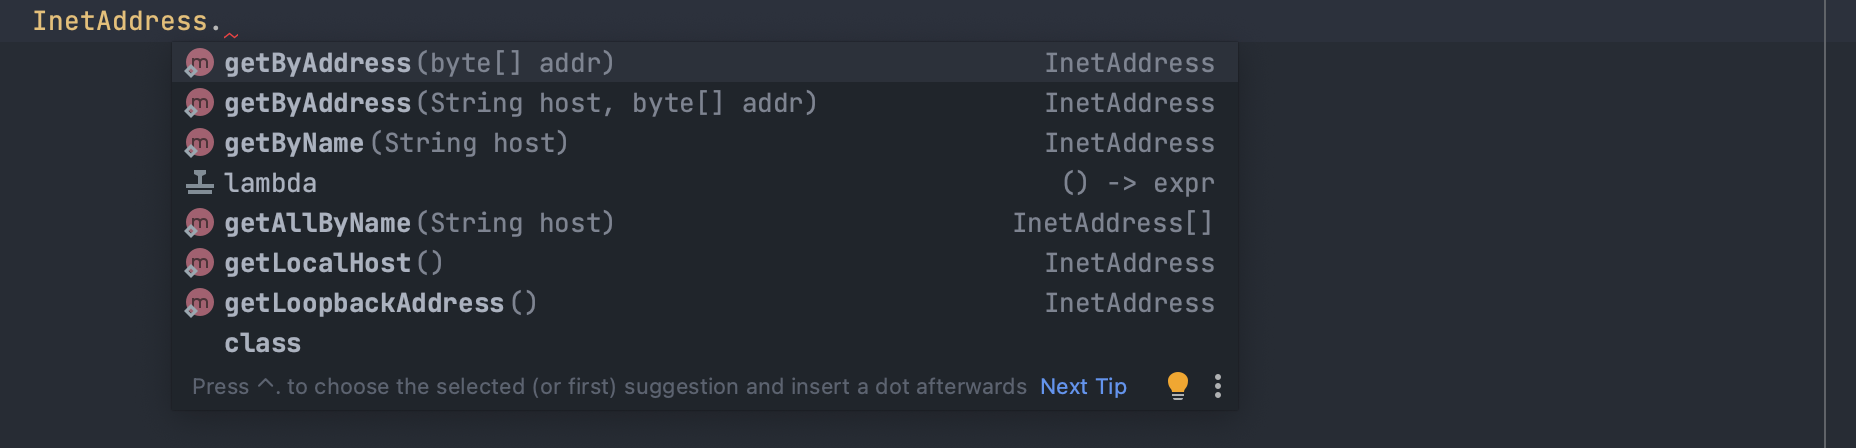 InetAddress.
getByAddress(byte[] addr) InetAddress
getByAddress(String host, byte[] addr) InetAddress
getByName(String host) InetAddress
lambda () -> expr
getAllByName(String host) InetAddress[]
getLocalHost() InetAddress
getLoopbackAddress() InetAddress
class
Press ^. to choose the selected (or first) suggestion and insert a dot afterwards Next Tip